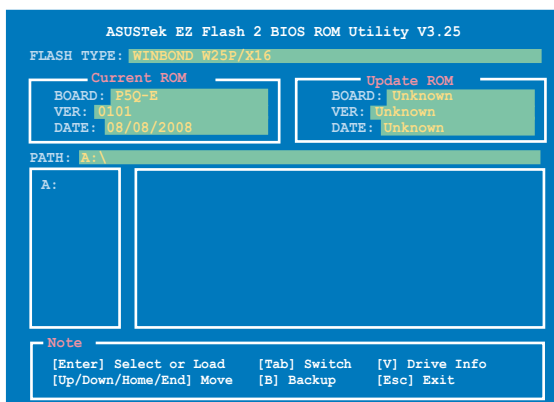 ASUSTek EZ Flash 2 BIOS ROM Utility V3.25
FLASH TYPE: WINBOND W25P/X16
Current ROM
BOARD: P5Q-E
VER: 0101
DATE: 08/08/2008
Update ROM
BOARD: Unknown
VER: Unknown
DATE: Unknown
PATH: A:\
A:
Note
[Enter] Select or Load [Tab] Switch [V] Drive Info
[Up/Down/Home/End] Move [B] Backup [Esc] Exit